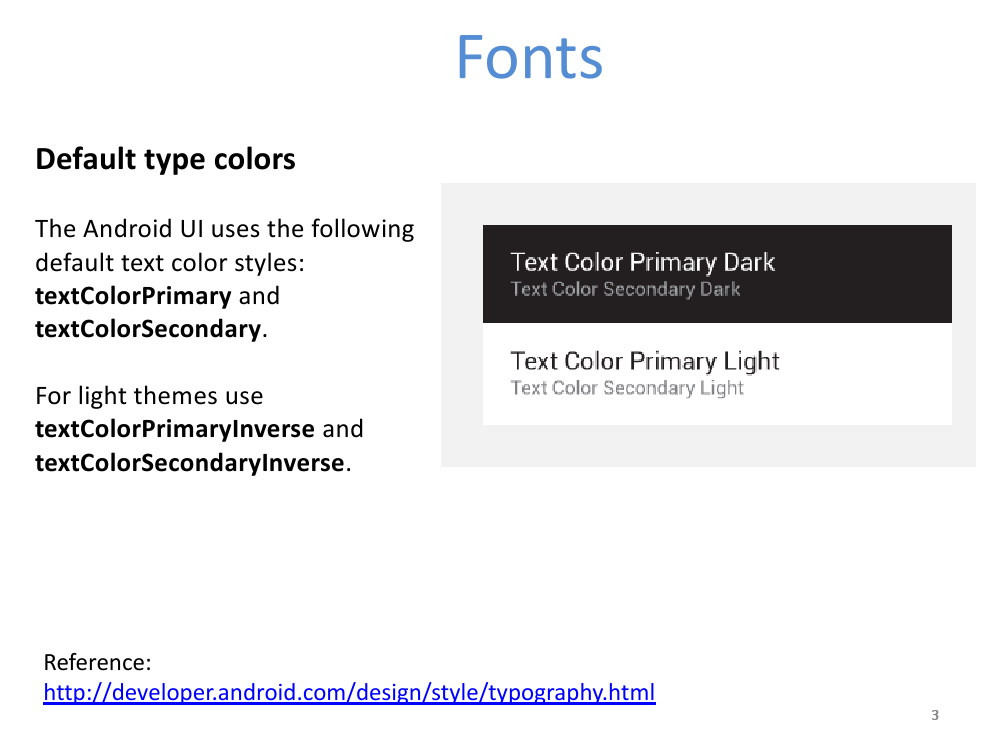 Fonts
Default type colors
The Android UI uses the following
default text color styles:
textColorPrimary and
textColorSecondary.
For light themes use
textColorPrimaryInverse and
textColorSecondaryInverse.
Text Color Primary Dark
Text Color Secondary Dark
Text Color Primary Light
Text Color Secondary Light
Reference:
http://developer.android.com/design/style/typography.html
3